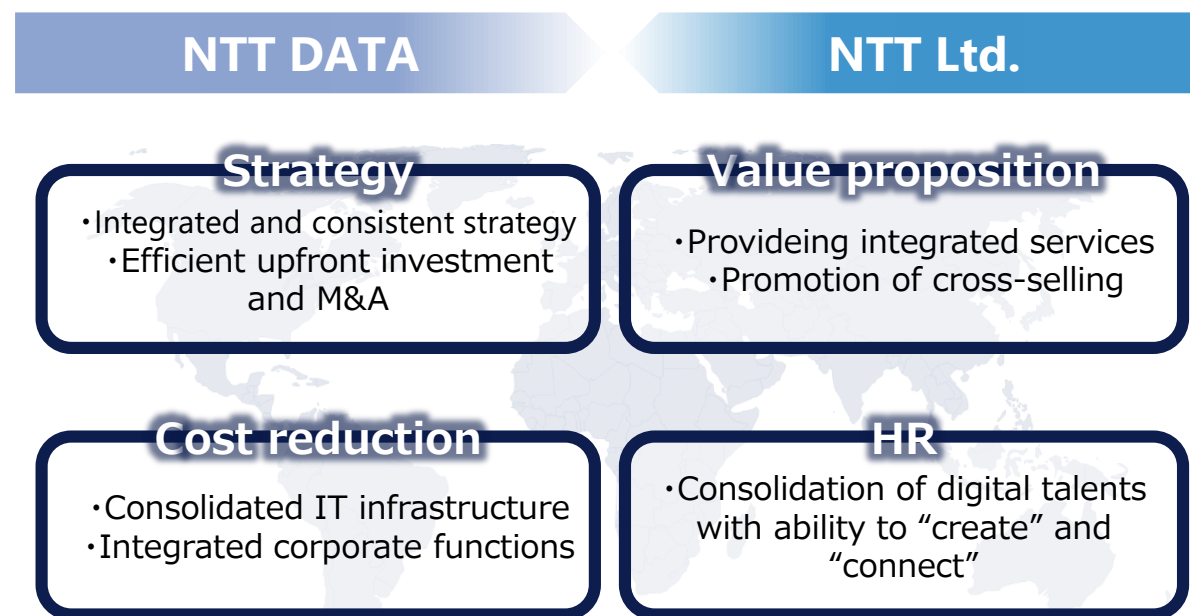 NTT DATA
NTT Ltd.
Strategy
・Integrated and consistent strategy
・Efficient upfront investment
and M&A
Value proposition
・Provideing integrated services
・Promotion of cross-selling
Cost reduction
・Consolidated IT infrastructure
・Integrated corporate functions
HR
・Consolidation of digital talents
with ability to “create” and
“connect”